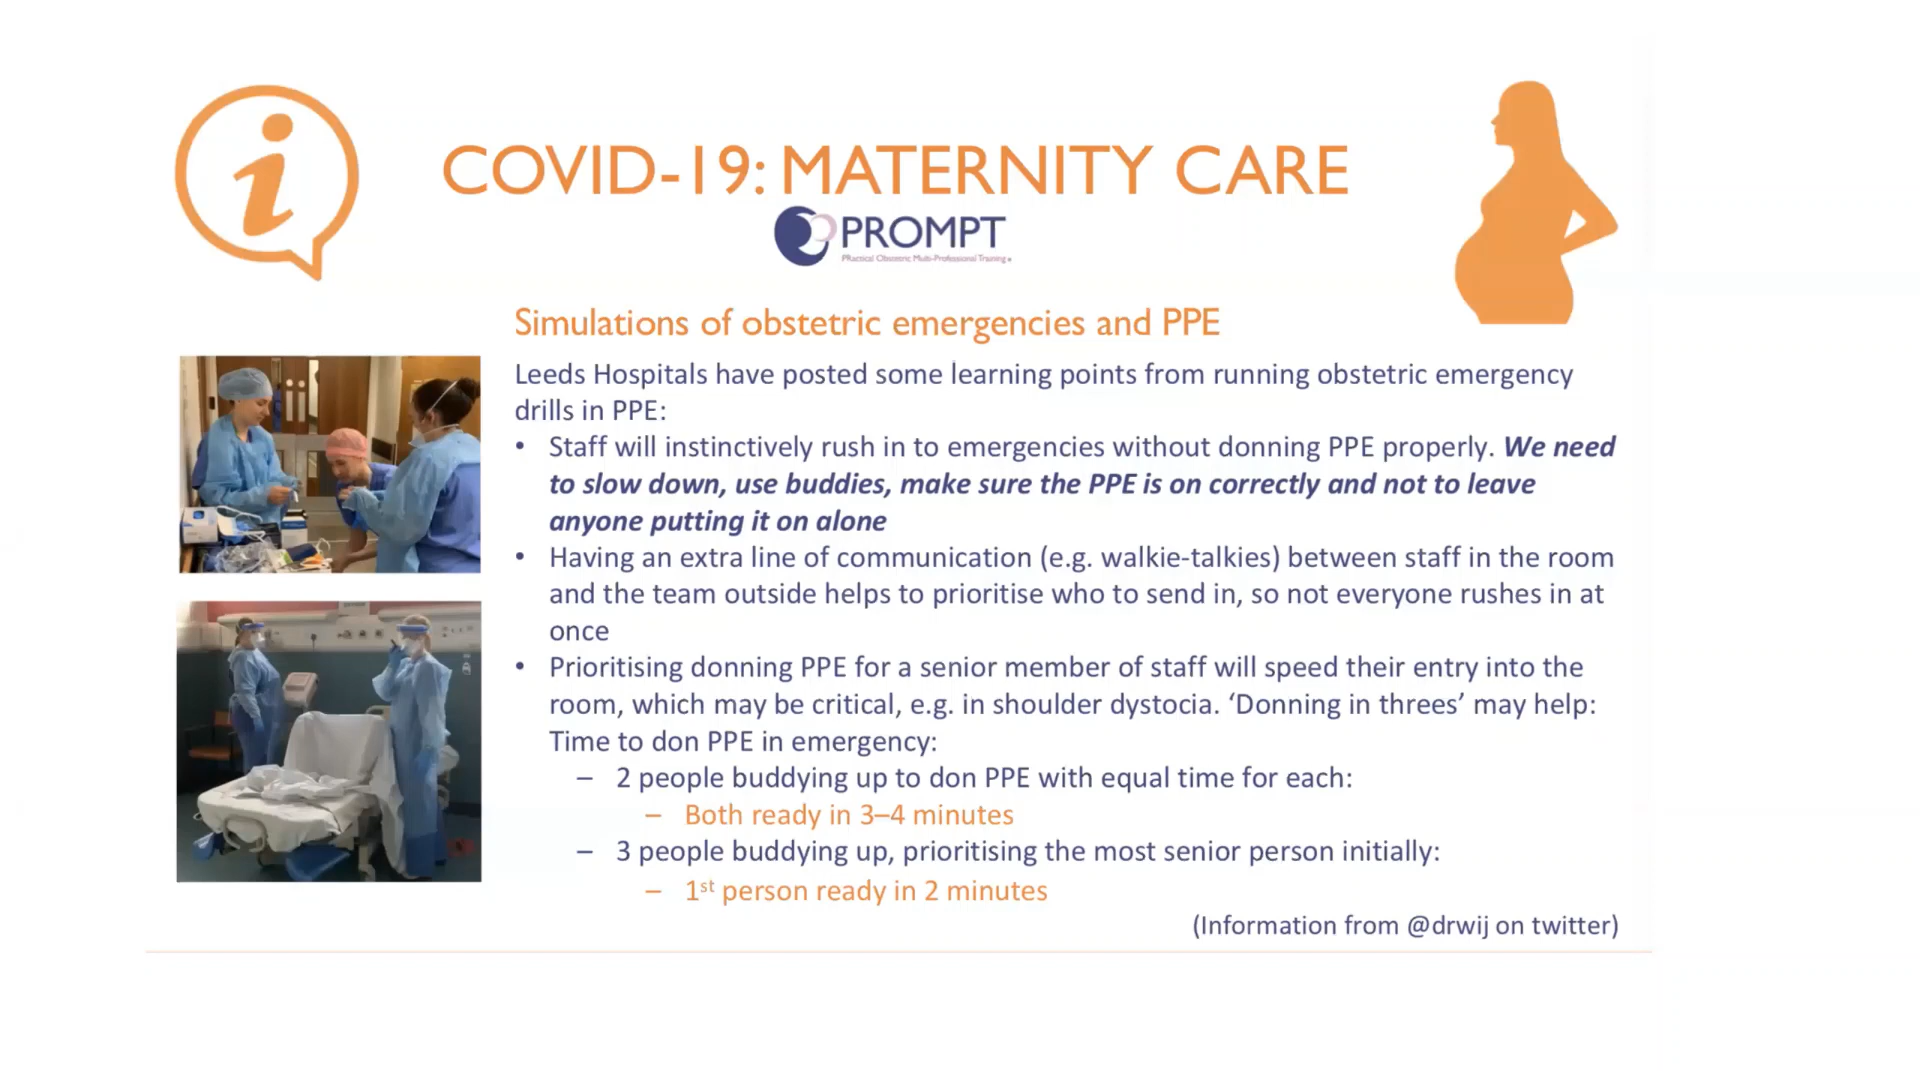 COVID-19: MATERNITY CARE
PROMPT
PRactical Obstetric Multi-Professional Training
Simulations of obstetric emergencies and PPE
Leeds Hospitals have posted some learning points from running obstetric emergency
drills in PPE:
• Staff will instinctively rush in to emergencies without donning PPE properly. We need
to slow down, use buddies, make sure the PPE is on correctly and not to leave
anyone putting it on alone
• Having an extra line of communication (e.g. walkie-talkies) between staff in the room
and the team outside helps to prioritise who to send in, so not everyone rushes in at
once
• Prioritising donning PPE for a senior member of staff will speed their entry into the
room, which may be critical, e.g. in shoulder dystocia. ‘Donning in threes’ may help:
Time to don PPE in emergency:
– 2 people buddying up to don PPE with equal time for each:
– Both ready in 3–4 minutes
– 3 people buddying up, prioritising the most senior person initially:
– 1st person ready in 2 minutes
(Information from @drwij on twitter)